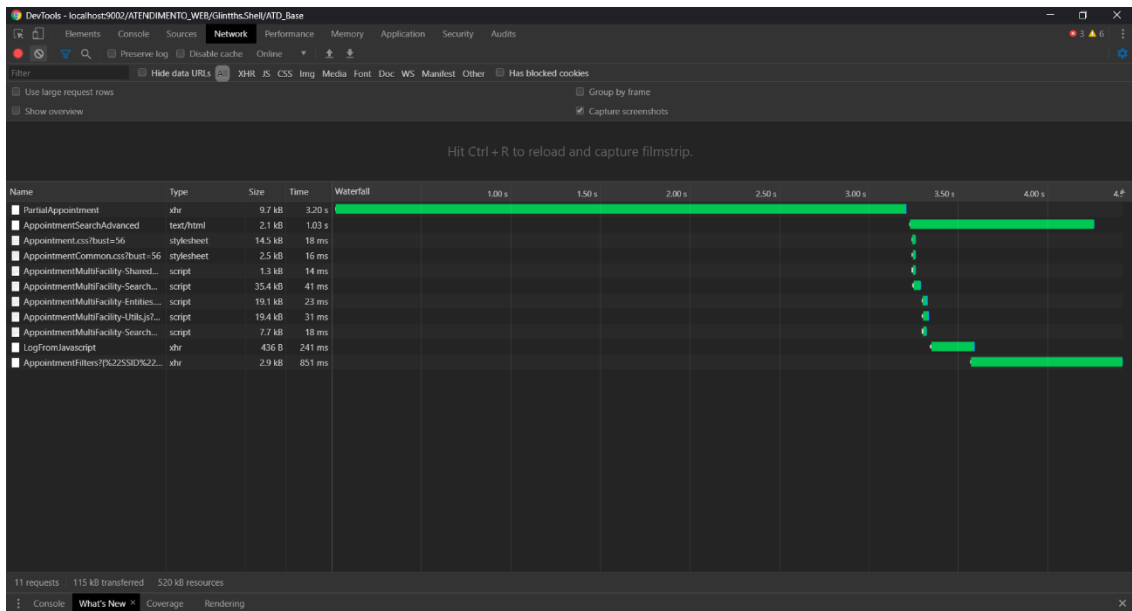 DevTools - localhost:9002/ATENDIMENTO_WEB/Glintths.Shell/ATD_Base
Elements Console Sources Network Performance Memory Application Security Audits 3 6
Preserve log Disable cache Online
Filter Hide data URLs All XHR JS CSS Img Media Font Doc WS Manifest Other Has blocked cookies
Use large request rows Group by frame
Show overview Capture screenshots
Hit Ctrl + R to reload and capture filmstrip.
Name Type Size Time Waterfall 1.00 s 1.50 s 2.00 s 2.50 s 3.00 s 3.50 s 4.00 s
PartialAppointment xhr 9.7 kB 3.20 s
AppointmentSearchAdvanced text/html 2.1 kB 1.03 s
Appointment.css?bust=56 stylesheet 14.5 kB 18 ms
AppointmentCommon.css?bust=56 stylesheet 2.5 kB 16 ms
AppointmentMultiFacility-Shared... script 1.3 kB 14 ms
AppointmentMultiFacility-Search... script 35.4 kB 41 ms
AppointmentMultiFacility-Entities.... script 19.1 kB 23 ms
AppointmentMultiFacility-Utils.js?... script 19.4 kB 31 ms
AppointmentMultiFacility-Search... script 7.7 kB 18 ms
LogFromJavascript xhr 436 B 241 ms
AppointmentFilters?{%22SSID%22... xhr 2.9 kB 851 ms
11 requests 115 kB transferred 520 kB resources
Console What's New × Coverage Rendering